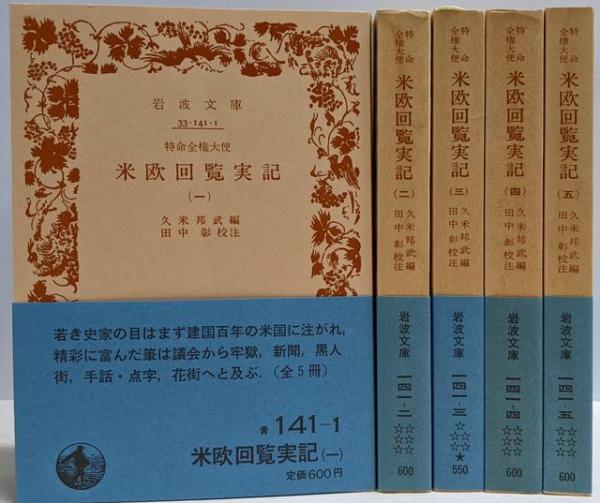 岩波文庫
33-141-1
特命全権大使
米欧回覧実記
(一)
久米邦武編
田中 彰校注
若き史家の目はまず建国百年の米国に注がれ,
精彩に富んだ筆は議会から牢獄, 新聞, 黒人
街, 手話・点字, 花街へと及ぶ. (全5冊)
青 141-1
米欧回覧実記(一)
定価600円
特命
全権大使
米欧回覧実記
(二)
久米邦武編
田中彰校注
岩波文庫
一四一-二
☆☆☆☆☆☆
600
特命
全権大使
米欧回覧実記
(三)
久米邦武編
田中彰校注
岩波文庫
一四一-三
☆☆☆☆☆★
550
特命
全権大使
米欧回覧実記
(四)
久米邦武編
田中彰校注
岩波文庫
一四一-四
☆☆☆☆☆☆
600
特命
全権大使
米欧回覧実記
(五)
久米邦武編
田中彰校注
岩波文庫
一四一-五
☆☆☆☆☆☆
600